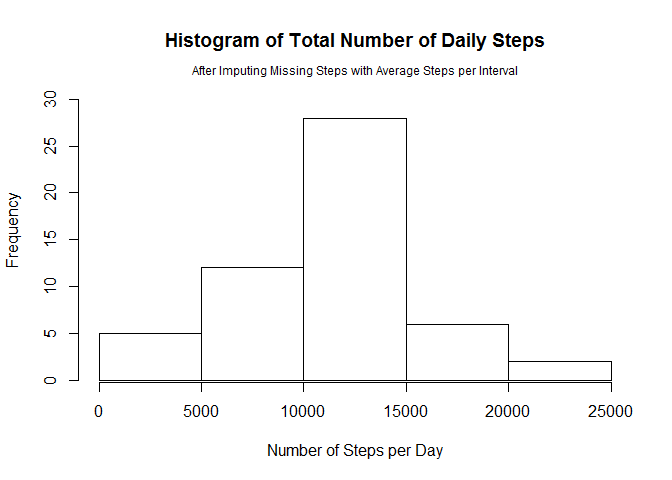 Histogram of Total Number of Daily Steps
After Imputing Missing Steps with Average Steps per Interval
30
25
20
15
10
5
0
Frequency
0 5000 10000 15000 20000 25000
Number of Steps per Day